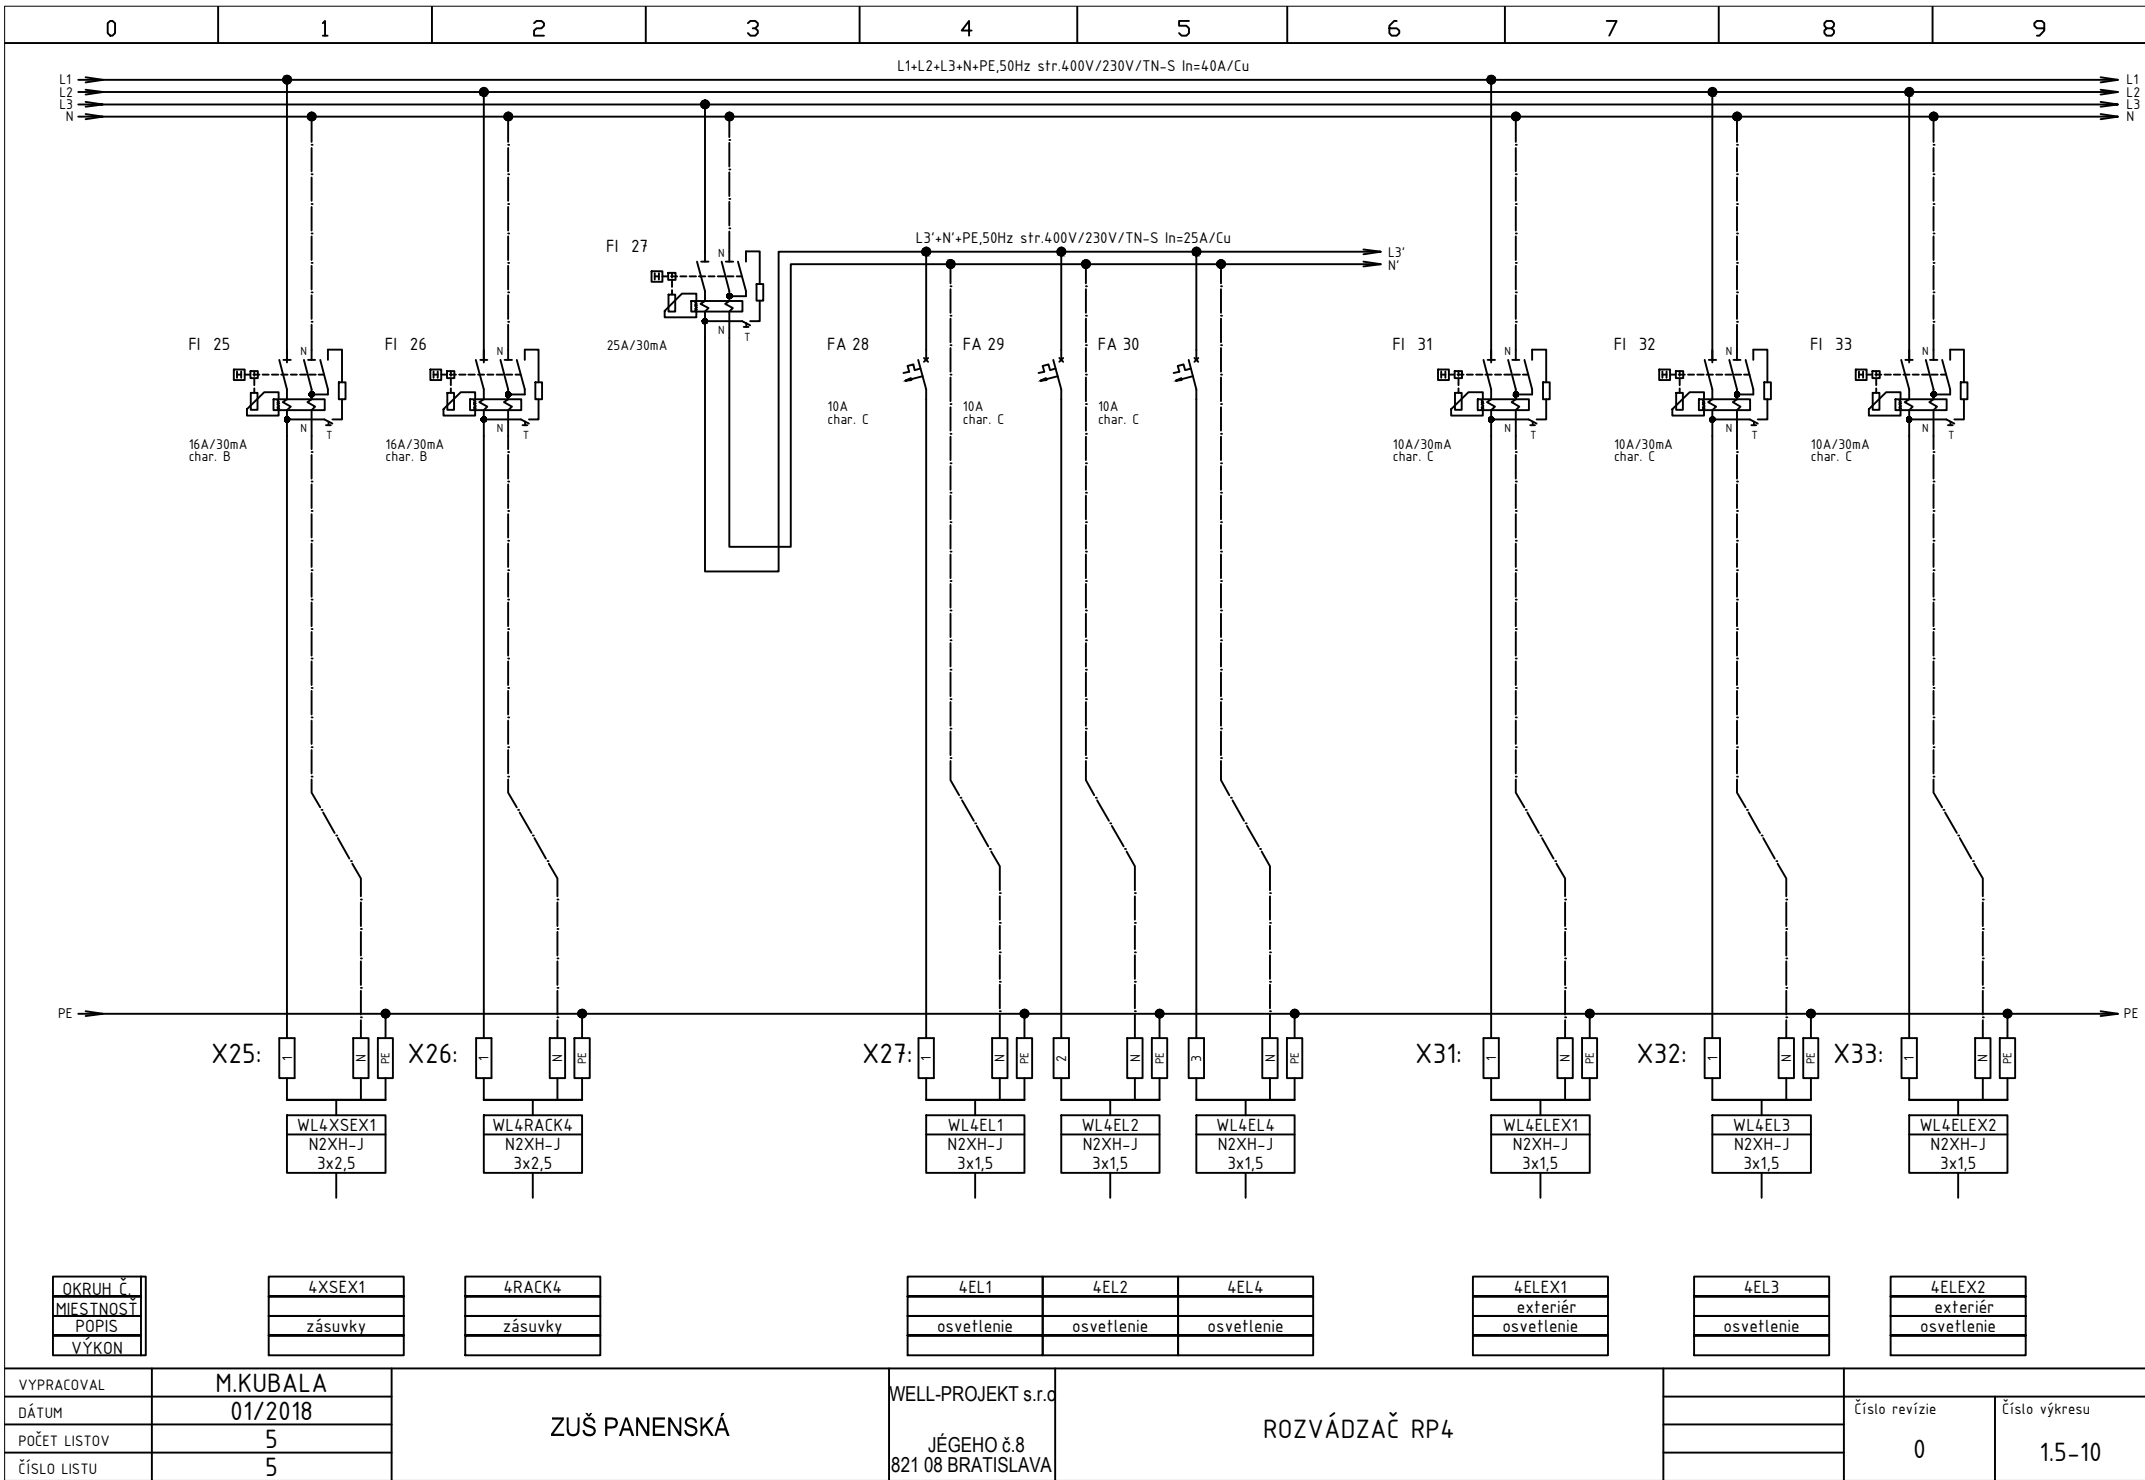 0 1 2 3 4 5 6 7 8 9
L1+L2+L3+N+PE,50Hz str.400V/230V/TN-S In=40A/Cu
L1 L1
L2 L2
L3 L3
N N
L3'+N'+PE,50Hz str.400V/230V/TN-S In=25A/Cu
L3'
N'
FI 27
N
H
N
T
25A/30mA
FI 25 FI 26 FA 28 FA 29 FA 30 FI 31 FI 32 FI 33
N N N N N
H H H H H
10A 10A 10A
char. C char. C char. C
N T N T N T N T N T
16A/30mA 16A/30mA 10A/30mA 10A/30mA 10A/30mA
char. B char. B char. C char. C char. C
PE PE
X25: 1 N PE X26: 1 N PE X27: 1 N PE 2 N PE 3 N PE X31: 1 N PE X32: 1 N PE X33: 1 N PE
WL4XSEX1 WL4RACK4 WL4EL1 WL4EL2 WL4EL4 WL4ELEX1 WL4EL3 WL4ELEX2
N2XH-J N2XH-J N2XH-J N2XH-J N2XH-J N2XH-J N2XH-J N2XH-J
3x2,5 3x2,5 3x1,5 3x1,5 3x1,5 3x1,5 3x1,5 3x1,5
OKRUH Č. 4XSEX1 4RACK4 4EL1 4EL2 4EL4 4ELEX1 4EL3 4ELEX2
MIESTNOSŤ exteriér exteriér
POPIS zásuvky zásuvky osvetlenie osvetlenie osvetlenie osvetlenie osvetlenie osvetlenie
VÝKON
VYPRACOVAL M.KUBALA
DÁTUM 01/2018
POČET LISTOV 5
ČÍSLO LISTU 5
ZUŠ PANENSKÁ
WELL-PROJEKT s.r.o
JÉGEHO č.8
821 08 BRATISLAVA
ROZVÁDZAČ RP4
Číslo revízie Číslo výkresu
0 1.5-10